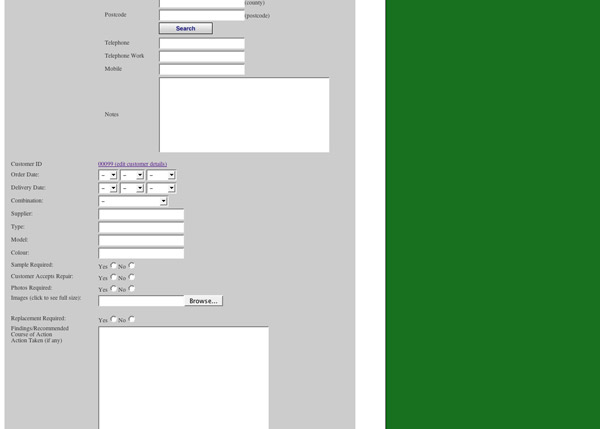 (county)
Postcode (postcode)
Search
Telephone
Telephone Work
Mobile
Notes
Customer ID 00099 (edit customer details)
Order Date: -- -- --
Delivery Date: -- -- --
Combination: --
Supplier:
Type:
Model:
Colour:
Sample Required: Yes No
Customer Accepts Repair: Yes No
Photos Required: Yes No
Images (click to see full size): Browse...
Replacement Required: Yes No
Findings/Recommended
Course of Action
Action Taken (if any)